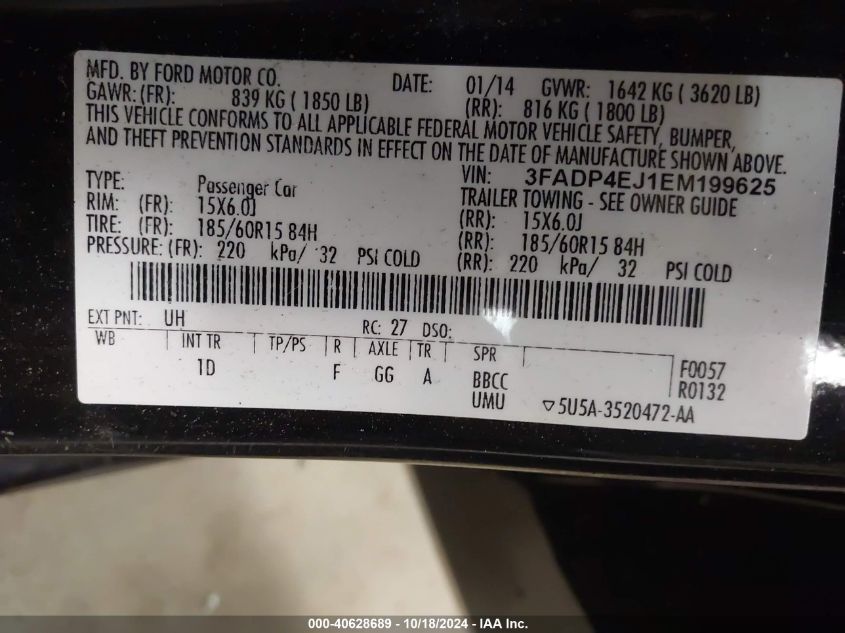 MFD. BY FORD MOTOR CO. DATE: 01/14 GVWR: 1642 KG ( 3620 LB)
GAWR: (FR): 839 KG ( 1850 LB) (RR): 816 KG ( 1800 LB)
THIS VEHICLE CONFORMS TO ALL APPLICABLE FEDERAL MOTOR VEHICLE SAFETY, BUMPER,
AND THEFT PREVENTION STANDARDS IN EFFECT ON THE DATE OF MANUFACTURE SHOWN ABOVE.
VIN: 3FADP4EJ1EM199625
TYPE: Passenger Car TRAILER TOWING - SEE OWNER GUIDE
RIM: (FR): 15X6.0J (RR): 15X6.0J
TIRE: (FR): 185/60R15 84H (RR): 185/60R15 84H
PRESSURE: (FR): 220 kPa/ 32 PSI COLD (RR): 220 kPa/ 32 PSI COLD
EXT PNT: UH RC: 27 DSO:
WB INT TR TP/PS R AXLE TR SPR F0057
1D F GG A BBCC R0132
UMU ▽5U5A-3520472-AA
000-40628689 - 10/18/2024 - IAA Inc.